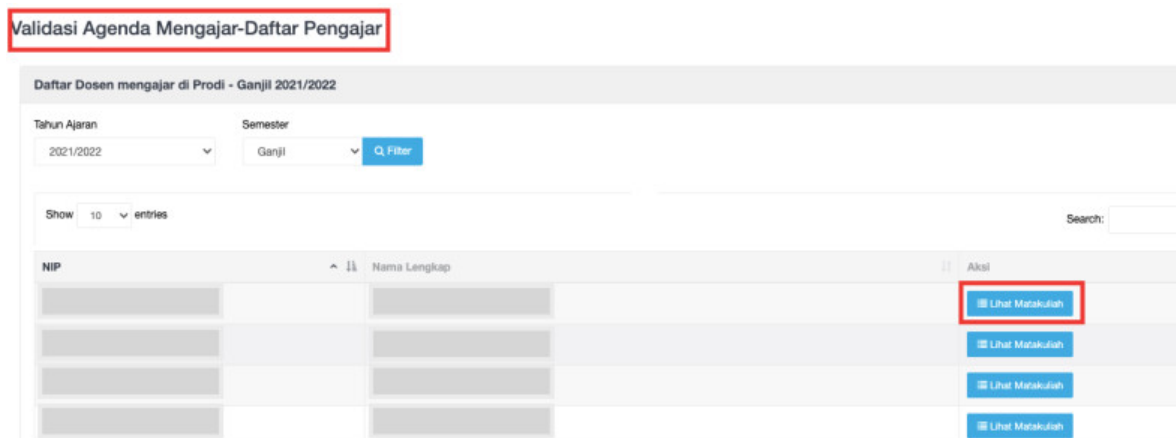 Validasi Agenda Mengajar-Daftar Pengajar
Daftar Dosen mengajar di Prodi - Ganjil 2021/2022
Tahun Ajaran Semester
2021/2022 Ganjil Filter
Show 10 entries Search:
NIP Nama Lengkap Aksi
Lihat Matakuliah
Lihat Matakuliah
Lihat Matakuliah
Lihat Matakuliah